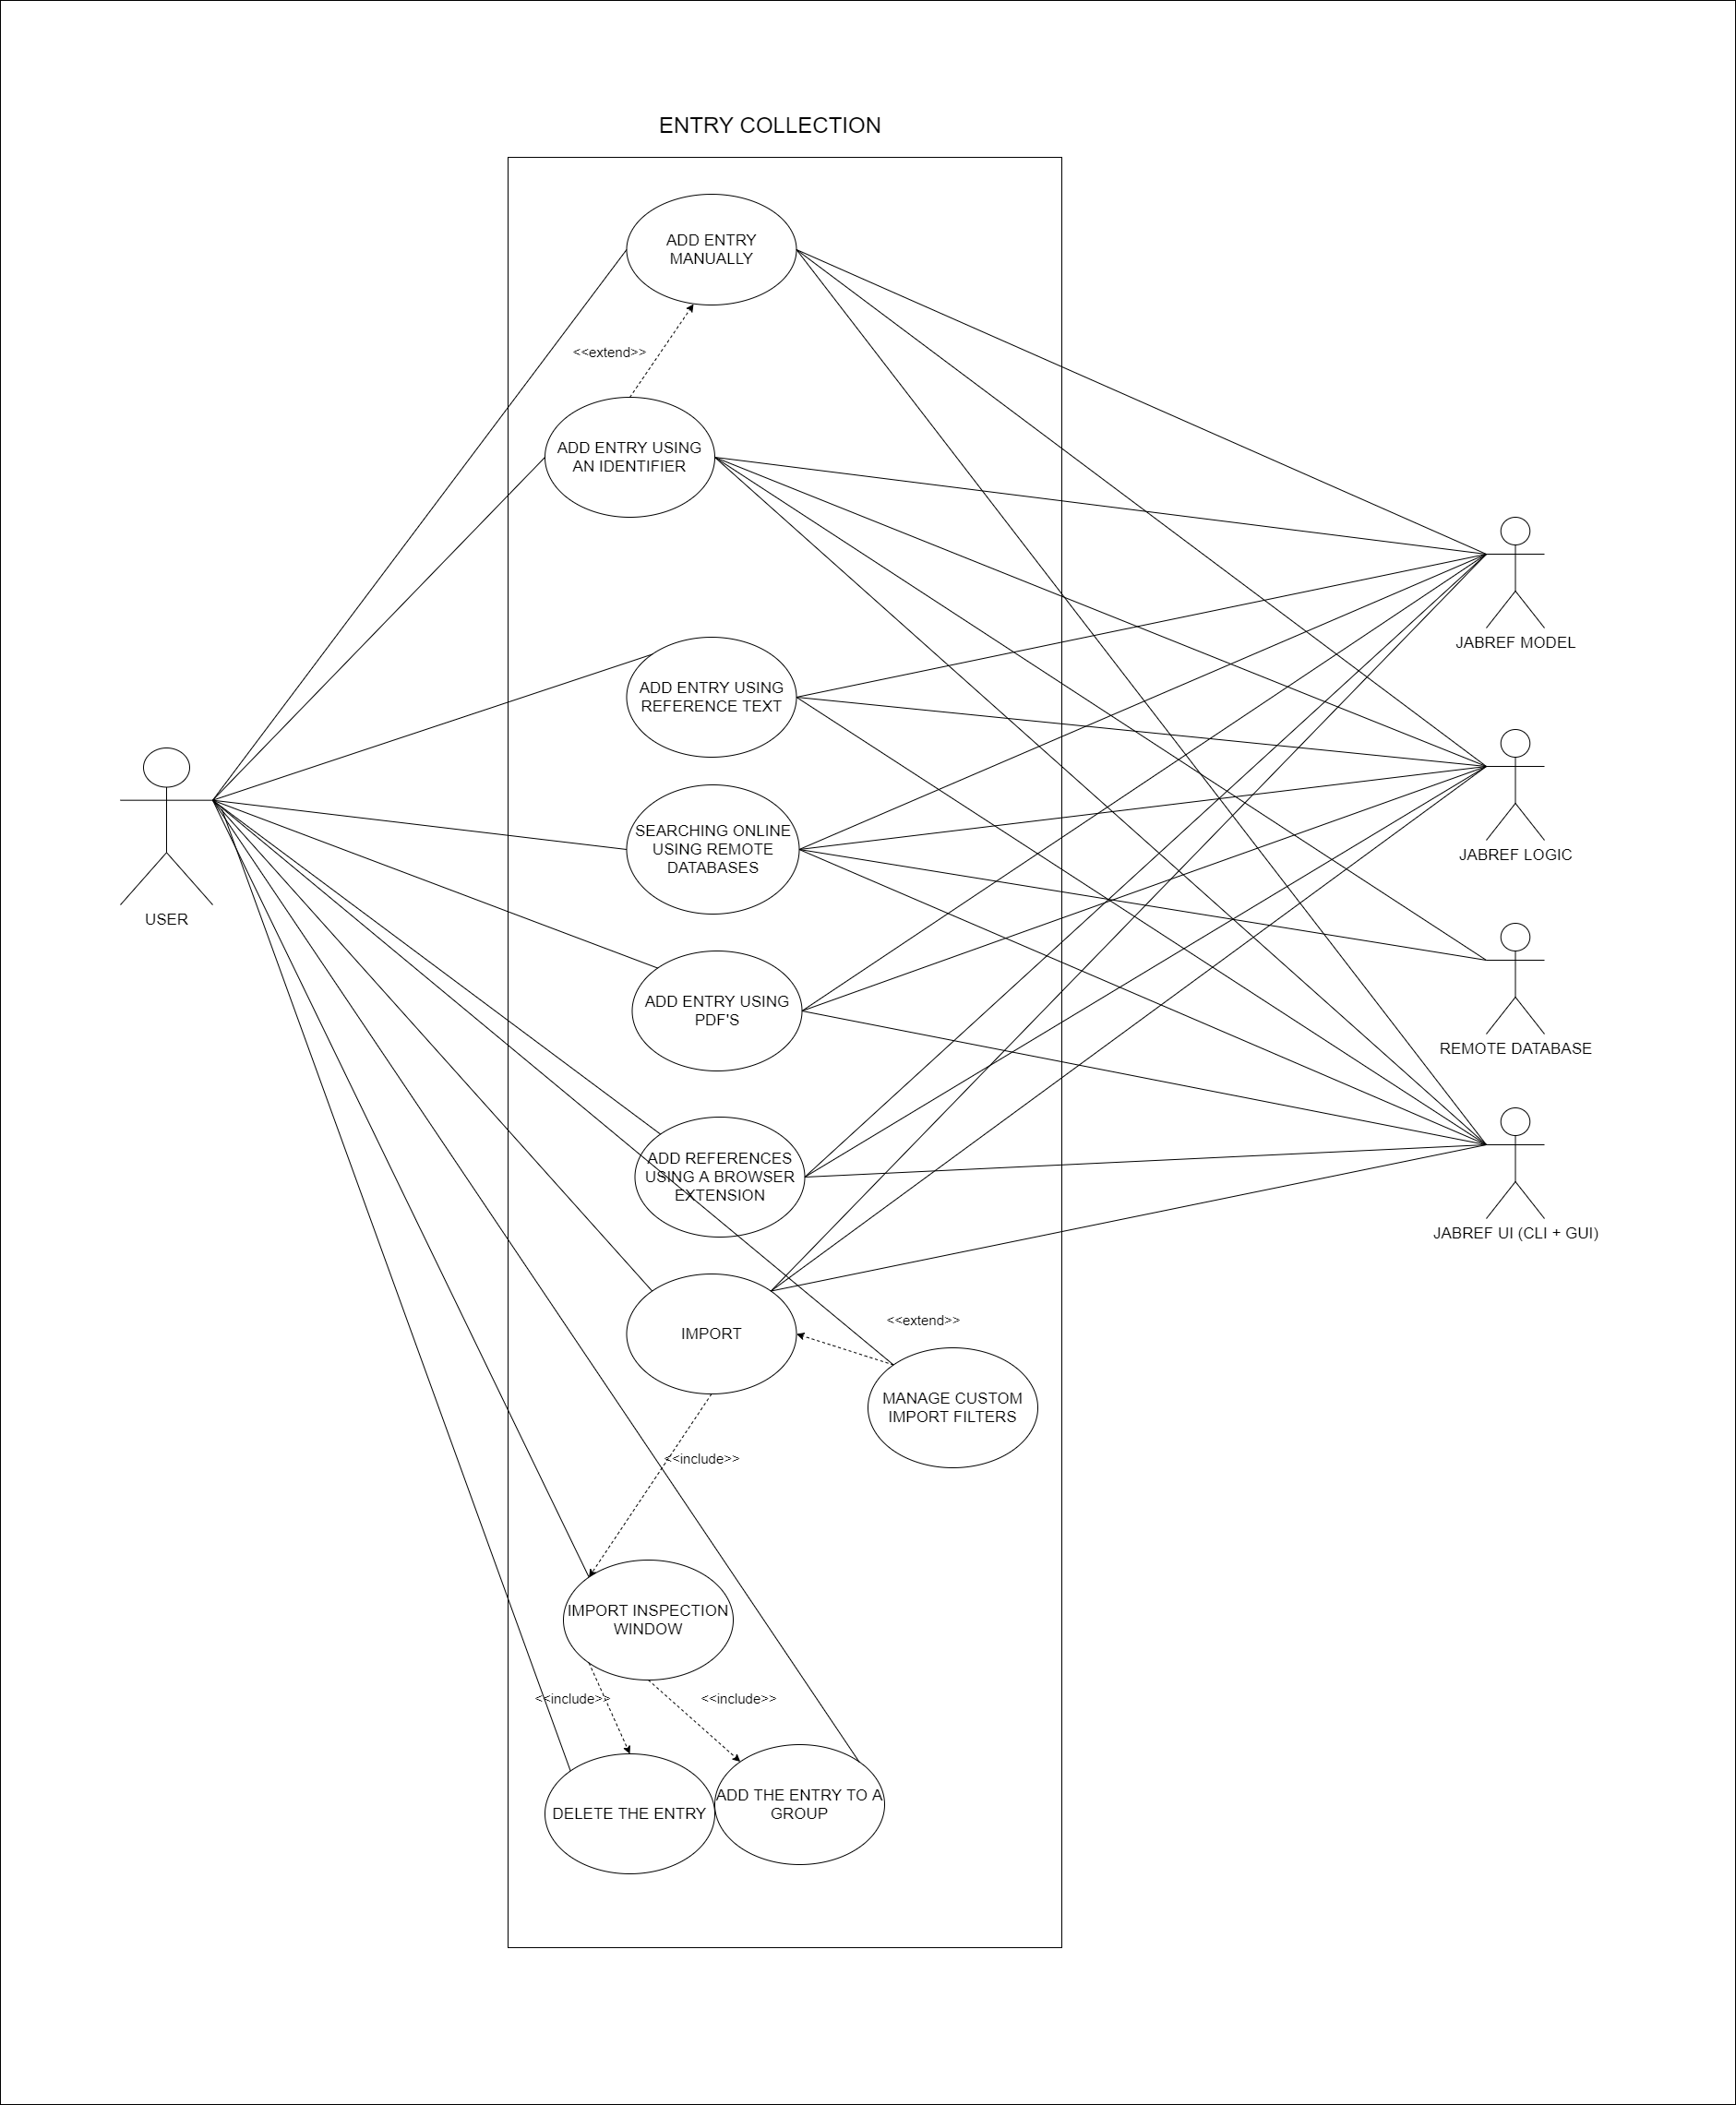 ENTRY COLLECTION
ADD ENTRY
MANUALLY
<<extend>>
ADD ENTRY USING
AN IDENTIFIER
JABREF MODEL
ADD ENTRY USING
REFERENCE TEXT
SEARCHING ONLINE
USING REMOTE
DATABASES
JABREF LOGIC
USER
ADD ENTRY USING
PDF'S
REMOTE DATABASE
ADD REFERENCES
USING A BROWSER
EXTENSION
JABREF UI (CLI + GUI)
IMPORT
<<extend>>
MANAGE CUSTOM
IMPORT FILTERS
<<include>>
IMPORT INSPECTION
WINDOW
<<include>>
<<include>>
DELETE THE ENTRY
ADD THE ENTRY TO A
GROUP